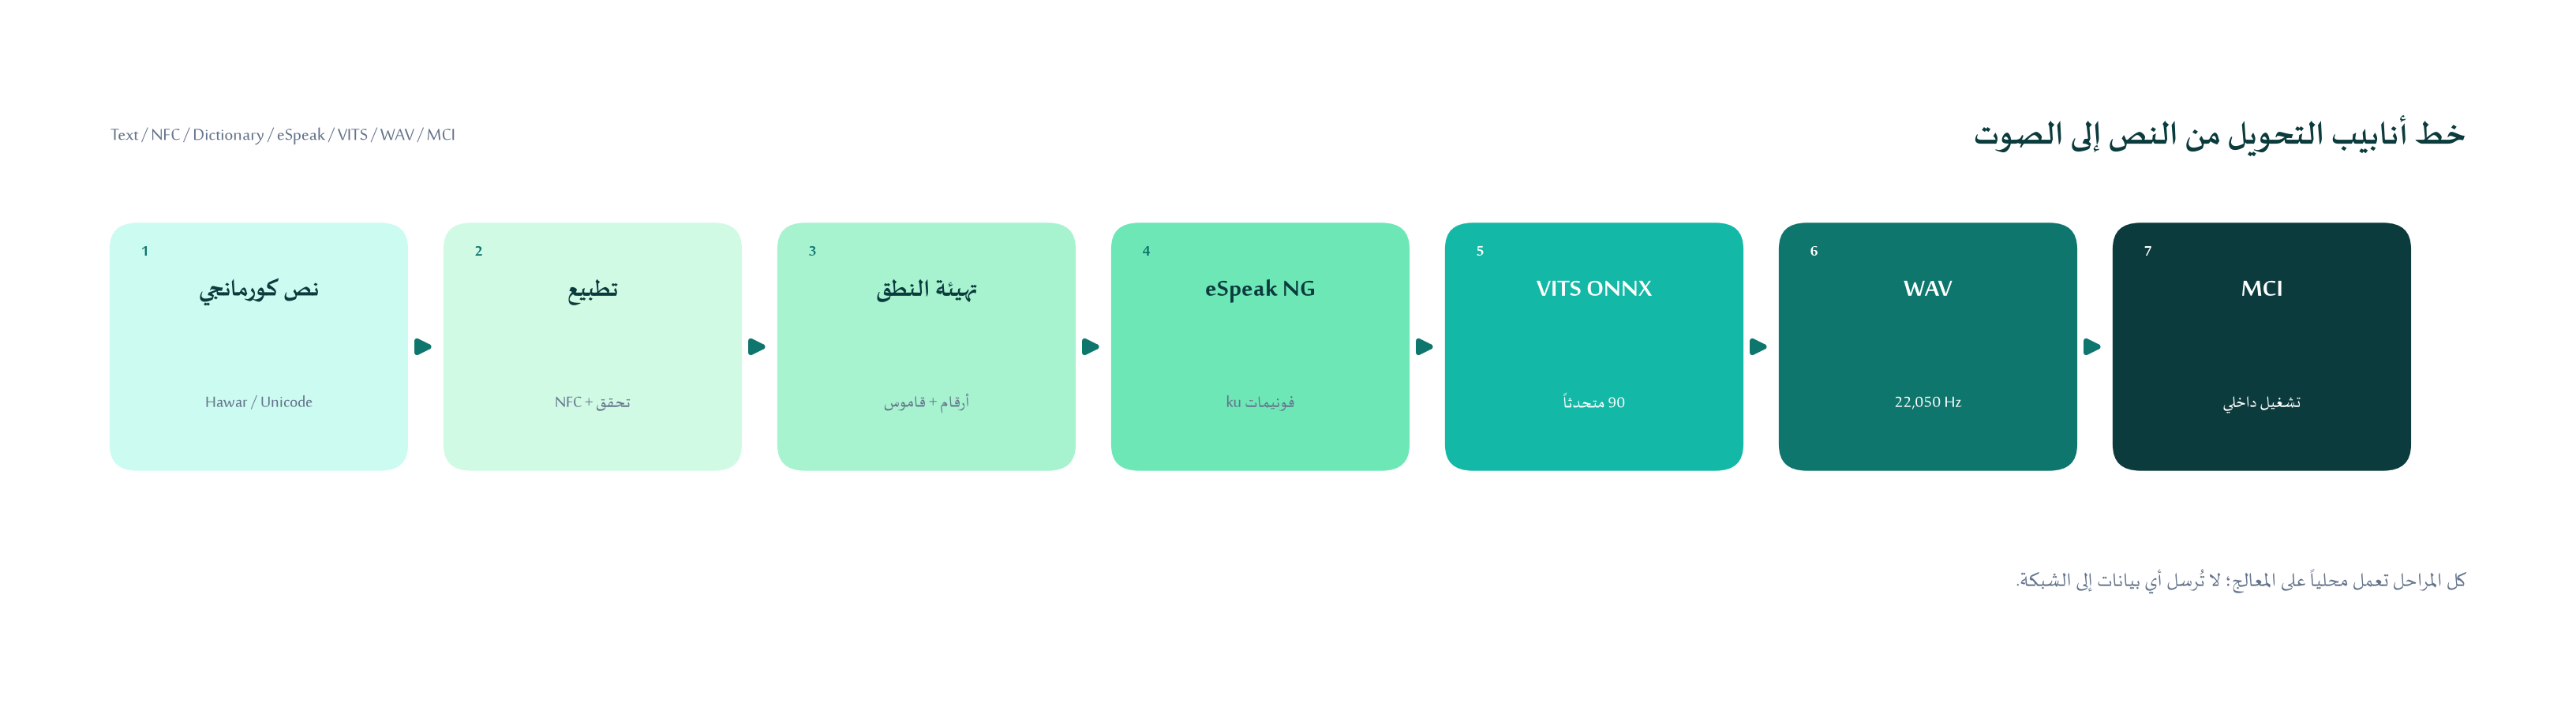 خط أنابيب التحويل من النص إلى الصوت
Text / NFC / Dictionary / eSpeak / VITS / WAV / MCI
1
نص كورمانجي
Hawar / Unicode
2
تطبيع
NFC + تحقق
3
تهيئة النطق
أرقام + قاموس
4
eSpeak NG
فونيمات ku
5
VITS ONNX
90 متحدثاً
6
WAV
22,050 Hz
7
MCI
تشغيل داخلي
كل المراحل تعمل محلياً على المعالج؛ لا تُرسل أي بيانات إلى الشبكة.